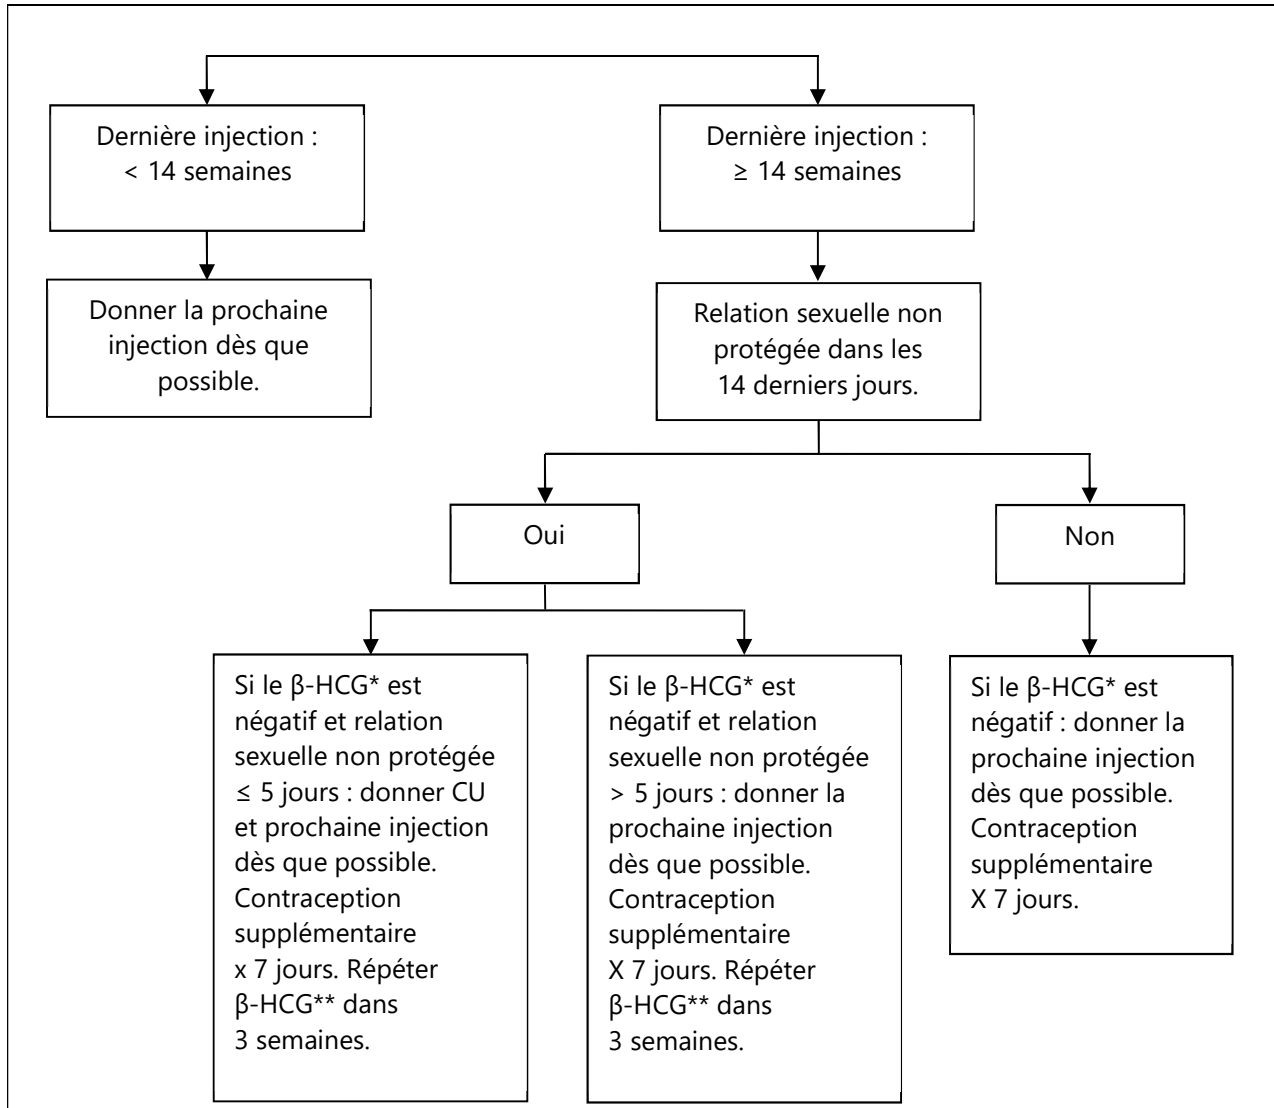 Dernière injection :
< 14 semaines
Dernière injection :
≥ 14 semaines
Donner la prochaine
injection dès que
possible.
Relation sexuelle non
protégée dans les
14 derniers jours.
Oui
Non
Si le β-HCG* est
négatif et relation
sexuelle non protégée
≤ 5 jours : donner CU
et prochaine injection
dès que possible.
Contraception
supplémentaire
x 7 jours. Répéter
β-HCG** dans
3 semaines.
Si le β-HCG* est
négatif et relation
sexuelle non protégée
> 5 jours : donner la
prochaine injection
dès que possible.
Contraception
supplémentaire
X 7 jours. Répéter
β-HCG** dans
3 semaines.
Si le β-HCG* est
négatif : donner la
prochaine injection
dès que possible.
Contraception
supplémentaire
X 7 jours.